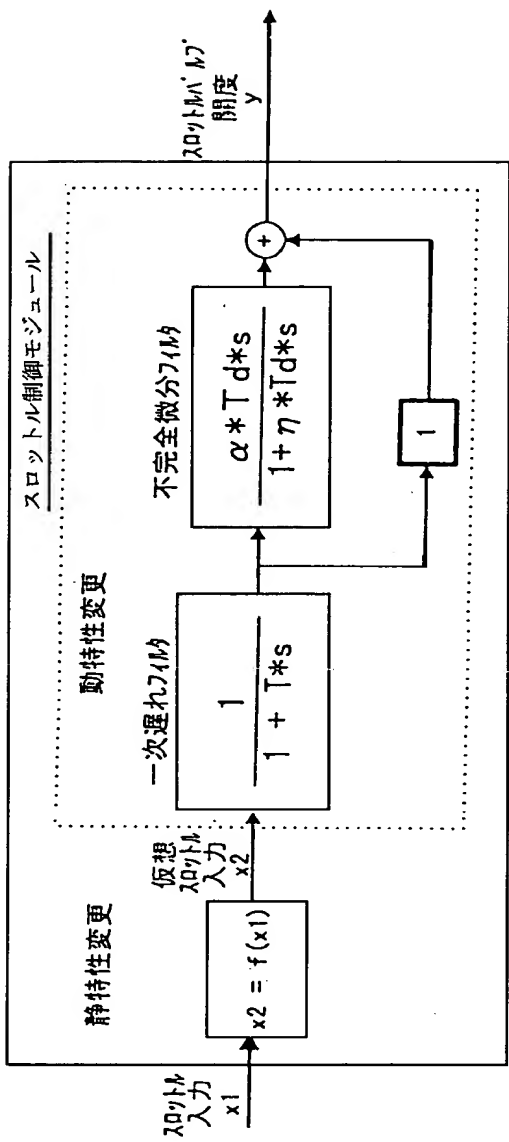 スロットル制御モジュール
静特性変更
スロットル
入力
x1
x2 = f(x1)
仮想
スロットル
入力
x2
動特性変更
一次遅れフィルタ
1
1 + T*s
不完全微分フィルタ
α*Td*s
1+η*Td*s
1
+
スロットルバルブ
開度
y